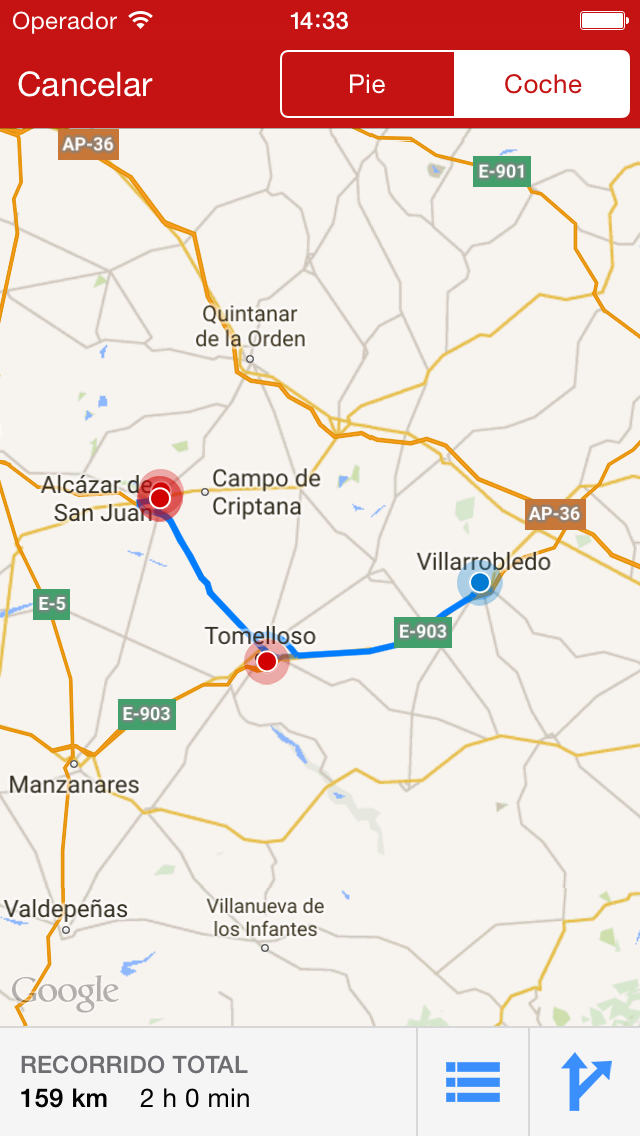 Operador 14:33
Cancelar Pie Coche
AP-36
E-901
Quintanar
de la Orden
Alcázar de
San Juan
Campo de
Criptana
AP-36
Villarrobledo
E-5
Tomelloso
E-903
E-903
Manzanares
Valdepeñas
Villanueva de
los Infantes
Google
RECORRIDO TOTAL
159 km 2 h 0 min